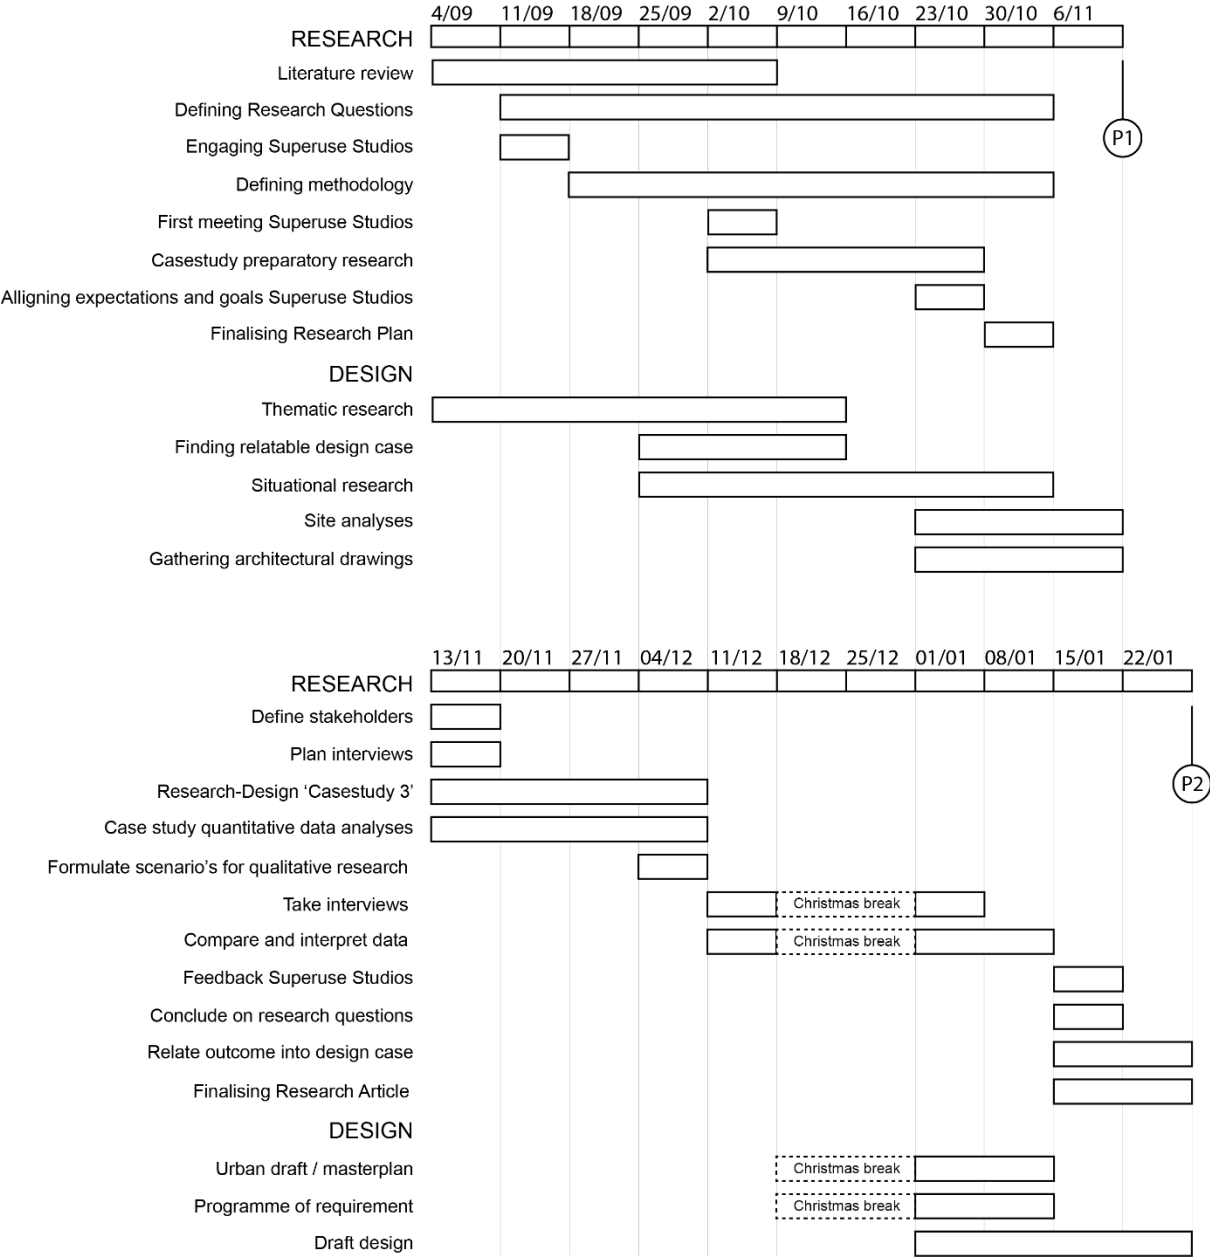 4/09 11/09 18/09 25/09 2/10 9/10 16/10 23/10 30/10 6/11
RESEARCH
Literature review
Defining Research Questions
P1
Engaging Superuse Studios
Defining methodology
First meeting Superuse Studios
Casestudy preparatory research
Alligning expectations and goals Superuse Studios
Finalising Research Plan
DESIGN
Thematic research
Finding relatable design case
Situational research
Site analyses
Gathering architectural drawings
13/11 20/11 27/11 04/12 11/12 18/12 25/12 01/01 08/01 15/01 22/01
RESEARCH
Define stakeholders
Plan interviews
P2
Research-Design ‘Casestudy 3’
Case study quantitative data analyses
Formulate scenario’s for qualitative research
Take interviews Christmas break
Compare and interpret data Christmas break
Feedback Superuse Studios
Conclude on research questions
Relate outcome into design case
Finalising Research Article
DESIGN
Urban draft / masterplan Christmas break
Programme of requirement Christmas break
Draft design